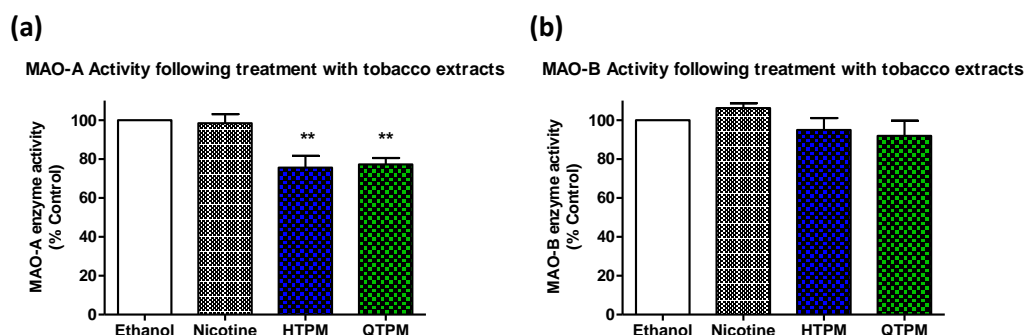 (a)
MAO-A Activity following treatment with tobacco extracts
MAO-A enzyme activity
(% Control)
100
80
60
40
20
0
** **
Ethanol Nicotine HTPM QTPM
(b)
MAO-B Activity following treatment with tobacco extracts
MAO-B enzyme activity
(% Control)
100
80
60
40
20
0
Ethanol Nicotine HTPM QTPM